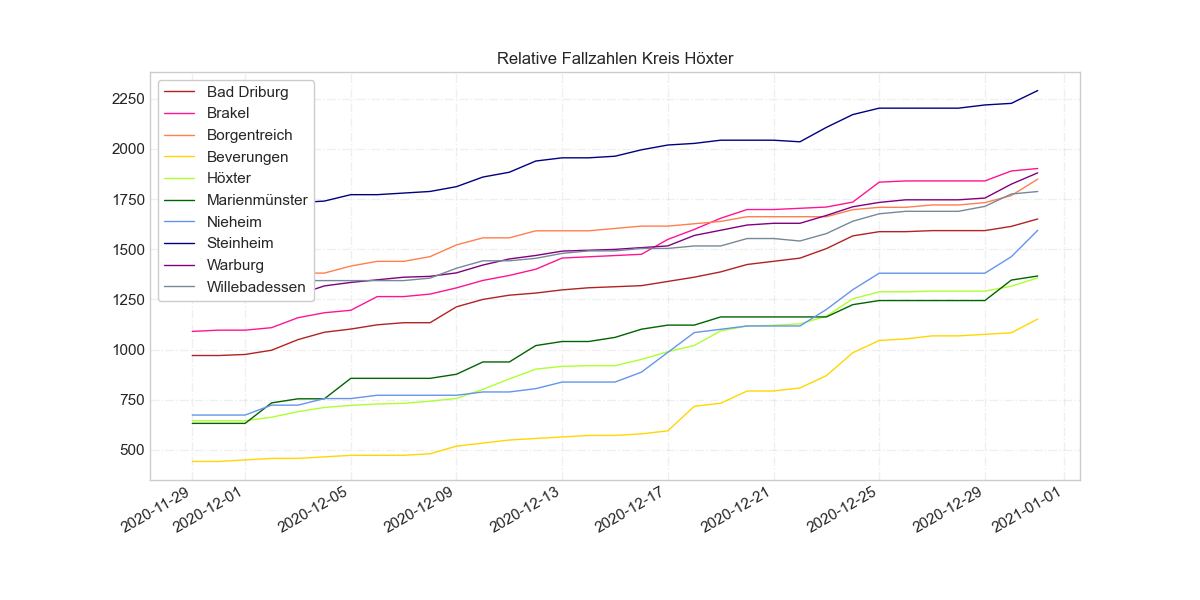 Relative Fallzahlen Kreis Höxter
Bad Driburg
Brakel
Borgentreich
Beverungen
Höxter
Marienmünster
Nieheim
Steinheim
Warburg
Willebadessen
2250
2000
1750
1500
1250
1000
750
500
2020-11-29
2020-12-01
2020-12-05
2020-12-09
2020-12-13
2020-12-17
2020-12-21
2020-12-25
2020-12-29
2021-01-01